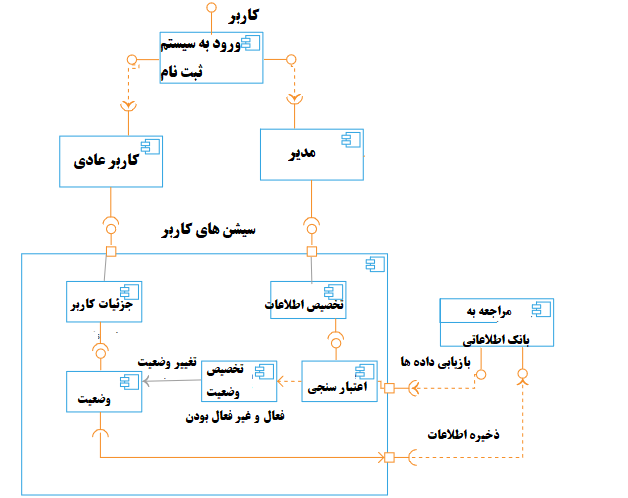 کاربر
ورود به سیستم
ثبت نام
کاربر عادی
مدیر
سیشن های کاربر
جزئیات کاربر
تخصیص اطلاعات
مراجعه به
بانک اطلاعاتی
بازیابی داده ها
تغییر وضعیت
تخصیص
وضعیت
اعتبار سنجی
وضعیت
فعال و غیر فعال بودن
ذخیره اطلاعات